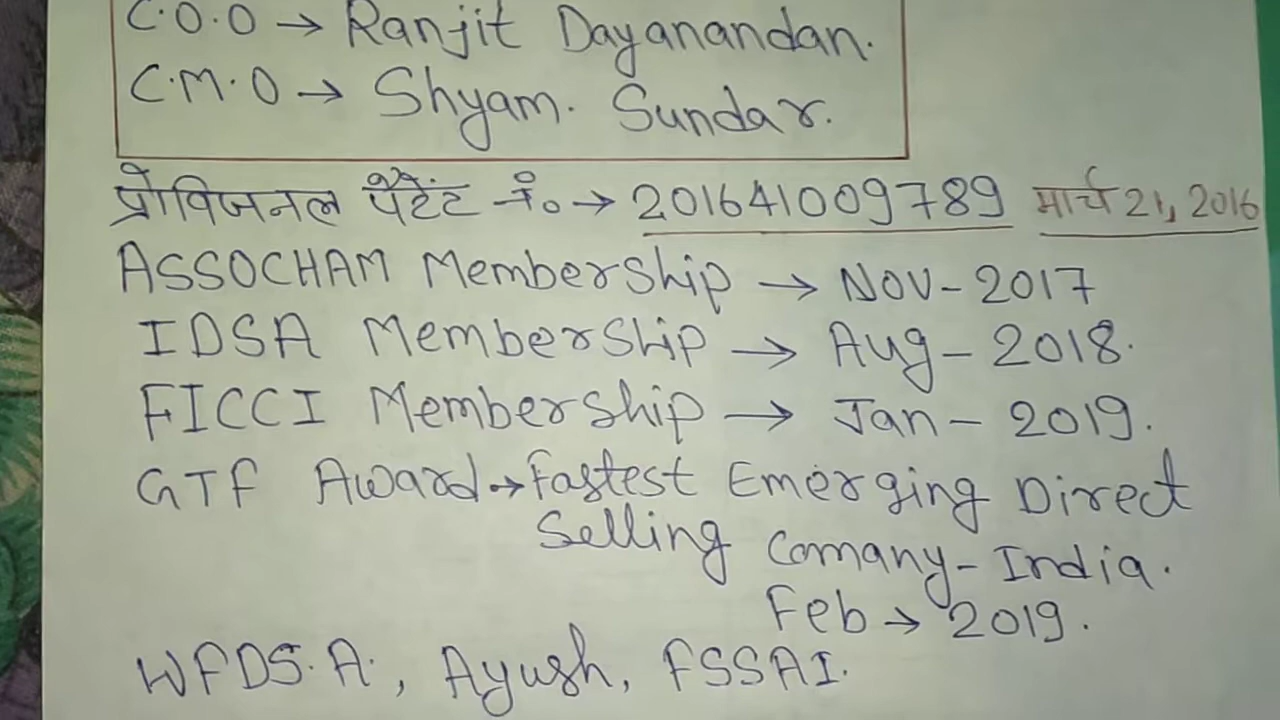 C.O.O → Ranjit Dayanandan.
C.M.O → Shyam. Sundar.
प्रोविजनल पैटेंट नं० → 201641009789 मार्च 21, 2016
ASSOCHAM Membership → Nov-2017
IDSA Membership → Aug-2018.
FICCI Membership → Jan-2019.
GTF Award → Fastest Emerging Direct
Selling Comany-India.
Feb → 2019.
WFDS.A., Ayush, FSSAI.